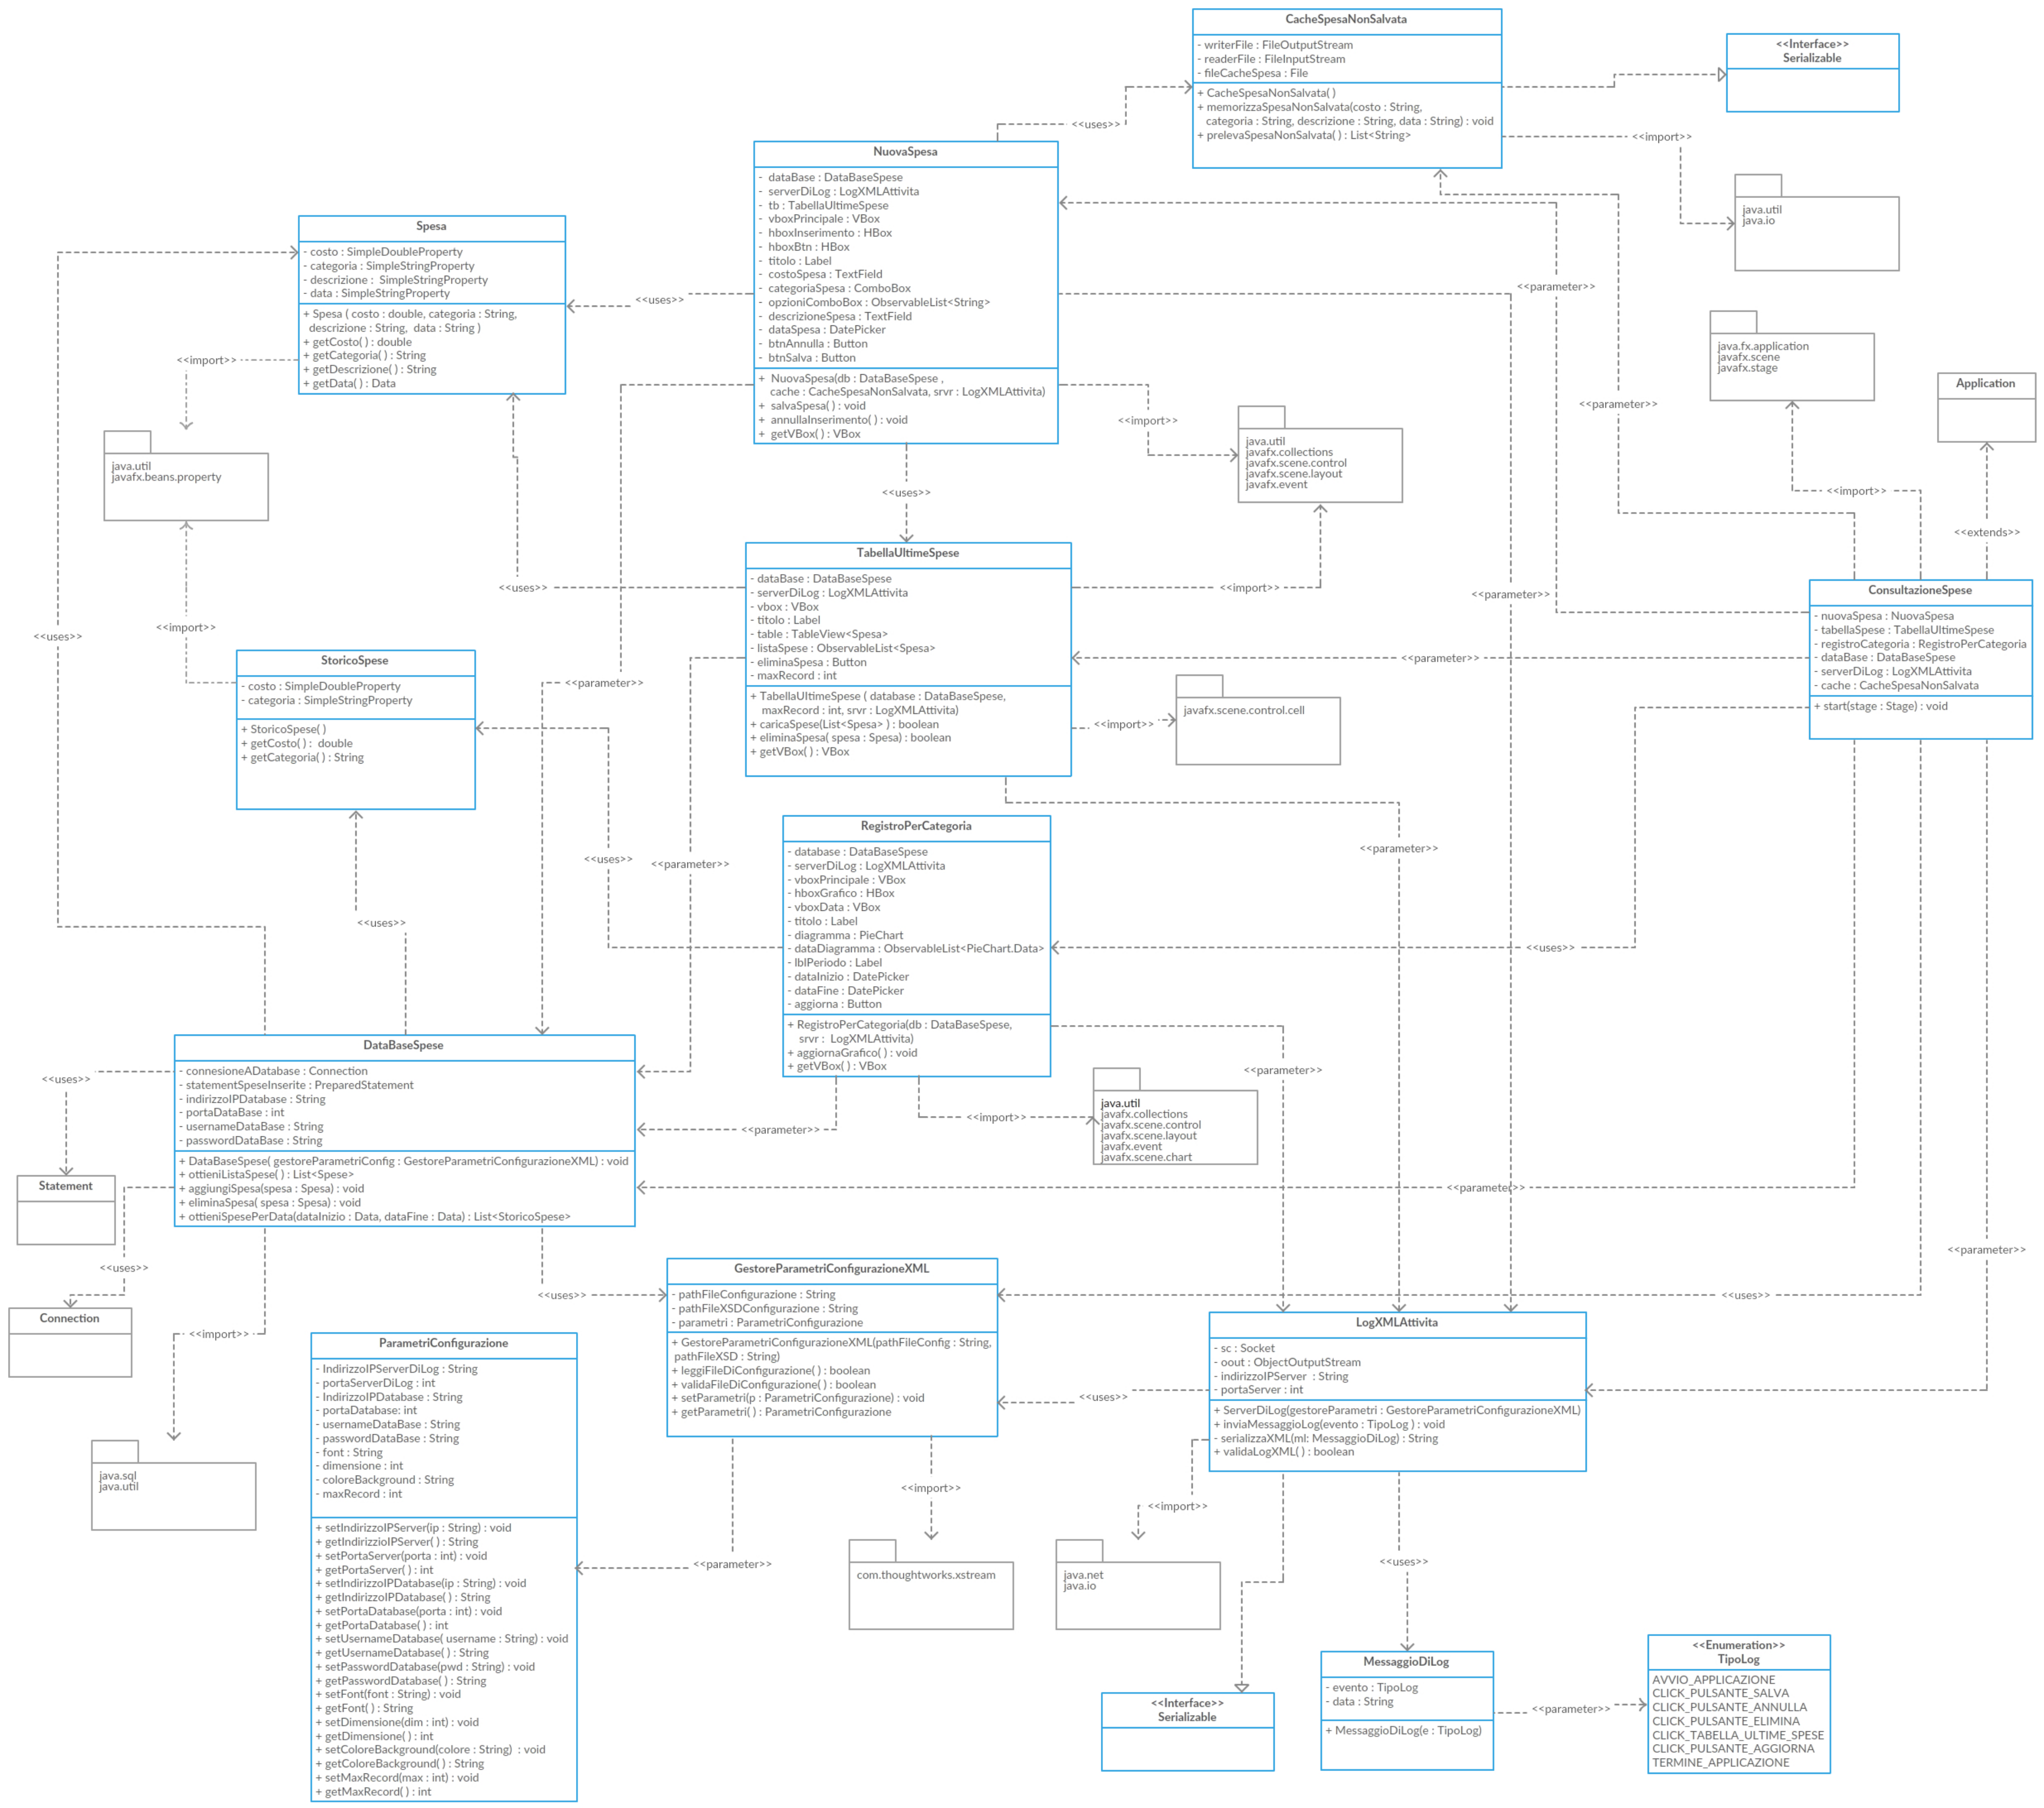 CacheSpesaNonSalvata
- writerFile : FileOutputStream
- readerFile : FileInputStream
- fileCacheSpesa : File
+ CacheSpesaNonSalvata( )
+ memorizzaSpesaNonSalvata(costo : String,
categoria : String, descrizione : String, data : String) : void
+ prelevaSpesaNonSalvata( ) : List<String>
<<Interface>>
Serializable
<<uses>>
<<import>>
java.util
java.io
NuovaSpesa
- dataBase : DataBaseSpese
- serverDiLog : LogXMLAttivita
- tb : TabellaUltimeSpese
- vboxPrincipale : VBox
- hboxInserimento : HBox
- hboxBtn : HBox
- titolo : Label
- costoSpesa : TextField
- categoriaSpesa : ComboBox
- opzioniComboBox : ObservableList<String>
- descrizioneSpesa : TextField
- dataSpesa : DatePicker
- btnAnnulla : Button
- btnSalva : Button
+ NuovaSpesa(db : DataBaseSpese ,
cache : CacheSpesaNonSalvata, srvr : LogXMLAttivita)
+ salvaSpesa( ) : void
+ annullaInserimento( ) : void
+ getVBox( ) : VBox
Spesa
- costo : SimpleDoubleProperty
- categoria : SimpleStringProperty
- descrizione : SimpleStringProperty
- data : SimpleStringProperty
+ Spesa ( costo : double, categoria : String,
descrizione : String, data : String )
+ getCosto( ) : double
+ getCategoria( ) : String
+ getDescrizione( ) : String
+ getData( ) : Data
<<uses>>
<<parameter>>
<<import>>
java.fx.application
javafx.scene
javafx.stage
Application
<<parameter>>
<<import>>
java.util
javafx.collections
javafx.scene.control
javafx.scene.layout
javafx.event
java.util
javafx.beans.property
<<uses>>
<<import>>
<<extends>>
TabellaUltimeSpese
- dataBase : DataBaseSpese
- serverDiLog : LogXMLAttivita
- vbox : VBox
- titolo : Label
- table : TableView<Spesa>
- listaSpese : ObservableList<Spesa>
- eliminaSpesa : Button
- maxRecord : int
+ TabellaUltimeSpese ( database : DataBaseSpese,
maxRecord : int, srvr : LogXMLAttivita)
+ caricaSpese(List<Spesa> ) : boolean
+ eliminaSpesa( spesa : Spesa) : boolean
+ getVBox( ) : VBox
<<uses>>
<<import>>
<<parameter>>
ConsultazioneSpese
- nuovaSpesa : NuovaSpesa
- tabellaSpese : TabellaUltimeSpese
- registroCategoria : RegistroPerCategoria
- dataBase : DataBaseSpese
- serverDiLog : LogXMLAttivita
- cache : CacheSpesaNonSalvata
+ start(stage : Stage) : void
<<uses>>
<<import>>
<<parameter>>
StoricoSpese
- costo : SimpleDoubleProperty
- categoria : SimpleStringProperty
+ StoricoSpese( )
+ getCosto( ) : double
+ getCategoria( ) : String
<<parameter>>
<<import>>
javafx.scene.control.cell
RegistroPerCategoria
- database : DataBaseSpese
- serverDiLog : LogXMLAttivita
- vboxPrincipale : VBox
- hboxGrafico : HBox
- vboxData : VBox
- titolo : Label
- diagramma : PieChart
- dataDiagramma : ObservableList<PieChart.Data>
- lblPeriodo : Label
- dataInizio : DatePicker
- dataFine : DatePicker
- aggiorna : Button
+ RegistroPerCategoria(db : DataBaseSpese,
srvr : LogXMLAttivita)
+ aggiornaGrafico( ) : void
+ getVBox( ) : VBox
<<uses>>
<<parameter>>
<<parameter>>
<<uses>>
<<uses>>
DataBaseSpese
- connesioneADatabase : Connection
- statementSpeseInserite : PreparedStatement
- indirizzoIPDatabase : String
- portaDataBase : int
- usernameDataBase : String
- passwordDataBase : String
+ DataBaseSpese( gestoreParametriConfig : GestoreParametriConfigurazioneXML) : void
+ ottieniListaSpese( ) : List<Spese>
+ aggiungiSpesa(spesa : Spesa) : void
+ eliminaSpesa( spesa : Spesa) : void
+ ottieniSpesePerData(dataInizio : Data, dataFine : Data) : List<StoricoSpese>
<<uses>>
<<parameter>>
<<parameter>>
<<import>>
java.util
javafx.collections
javafx.scene.control
javafx.scene.layout
javafx.event
javafx.scene.chart
Statement
<<parameter>>
<<uses>>
<<parameter>>
Connection
<<import>>
<<uses>>
GestoreParametriConfigurazioneXML
- pathFileConfigurazione : String
- pathFileXSDConfigurazione : String
- parametri : ParametriConfigurazione
+ GestoreParametriConfigurazioneXML(pathFileConfig : String,
pathFileXSD : String)
+ leggiFileDiConfigurazione( ) : boolean
+ validaFileDiConfigurazione( ) : boolean
+ setParametri(p : ParametriConfigurazione) : void
+ getParametri( ) : ParametriConfigurazione
<<uses>>
LogXMLAttivita
- sc : Socket
- oout : ObjectOutputStream
- indirizzoIPServer : String
- portaServer : int
+ ServerDiLog(gestoreParametri : GestoreParametriConfigurazioneXML)
+ inviaMessaggioLog(evento : TipoLog ) : void
- serializzaXML(ml: MessaggioDiLog) : String
+ validaLogXML( ) : boolean
<<uses>>
ParametriConfigurazione
- IndirizzoIPServerDiLog : String
- portaServerDiLog : int
- IndirizzoIPDatabase : String
- portaDatabase: int
- usernameDataBase : String
- passwordDataBase : String
- font : String
- dimensione : int
- coloreBackground : String
- maxRecord : int
+ setIndirizzoIPServer(ip : String) : void
+ getIndirizzioIPServer( ) : String
+ setPortaServer(porta : int) : void
+ getPortaServer( ) : int
+ setIndirizzoIPDatabase(ip : String) : void
+ getIndirizzoIPDatabase( ) : String
+ setPortaDatabase(porta : int) : void
+ getPortaDatabase( ) : int
+ setUsernameDatabase( username : String) : void
+ getUsernameDatabase( ) : String
+ setPasswordDatabase(pwd : String) : void
+ getPasswordDatabase( ) : String
+ setFont(font : String) : void
+ getFont( ) : String
+ setDimensione(dim : int) : void
+ getDimensione( ) : int
+ setColoreBackground(colore : String) : void
+ getColoreBackground( ) : String
+ setMaxRecord(max : int) : void
+ getMaxRecord( ) : int
java.sql
java.util
<<import>>
<<import>>
<<parameter>>
com.thoughtworks.xstream
java.net
java.io
<<uses>>
<<Interface>>
Serializable
MessaggioDiLog
- evento : TipoLog
- data : String
+ MessaggioDiLog(e : TipoLog)
<<parameter>>
<<Enumeration>>
TipoLog
AVVIO_APPLICAZIONE
CLICK_PULSANTE_SALVA
CLICK_PULSANTE_ANNULLA
CLICK_PULSANTE_ELIMINA
CLICK_TABELLA_ULTIME_SPESE
CLICK_PULSANTE_AGGIORNA
TERMINE_APPLICAZIONE